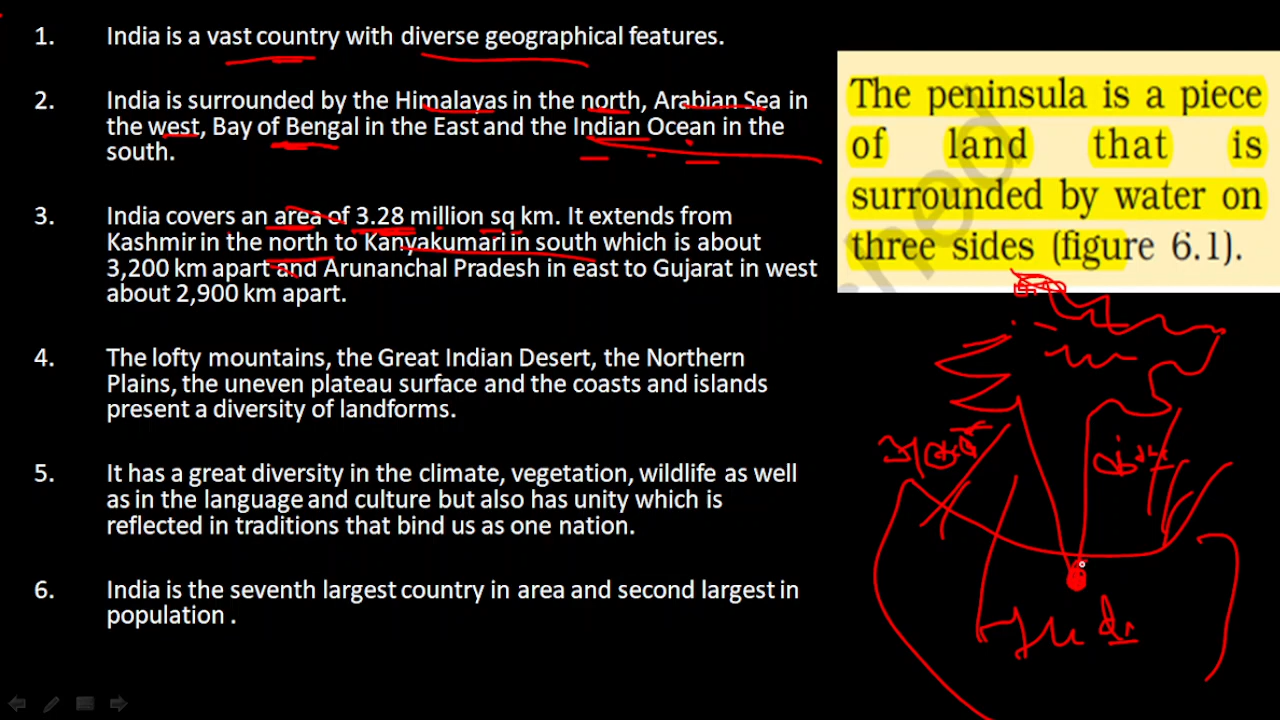 1. India is a vast country with diverse geographical features.
2. India is surrounded by the Himalayas in the north, Arabian Sea in
the west, Bay of Bengal in the East and the Indian Ocean in the
south.
3. India covers an area of 3.28 million sq km. It extends from
Kashmir in the north to Kanyakumari in south which is about
3,200 km apart and Arunanchal Pradesh in east to Gujarat in west
about 2,900 km apart.
4. The lofty mountains, the Great Indian Desert, the Northern
Plains, the uneven plateau surface and the coasts and islands
present a diversity of landforms.
5. It has a great diversity in the climate, vegetation, wildlife as well
as in the language and culture but also has unity which is
reflected in traditions that bind us as one nation.
6. India is the seventh largest country in area and second largest in
population .
The peninsula is a piece
of land that is
surrounded by water on
three sides (figure 6.1).